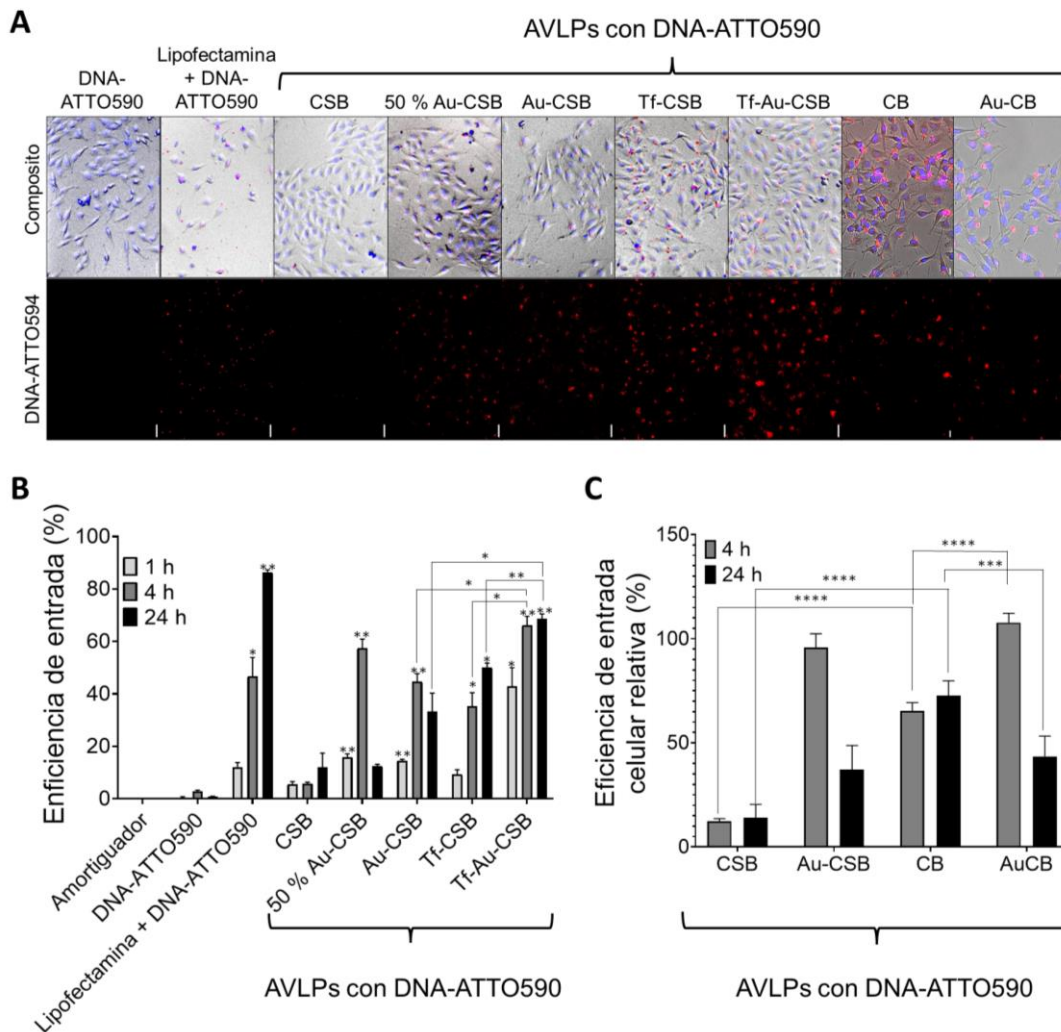 A
AVLPs con DNA-ATTO590
DNA-
ATTO590
Lipofectamina
+ DNA-
ATTO590
CSB
50 % Au-CSB
Au-CSB
Tf-CSB
Tf-Au-CSB
CB
Au-CB
Composito
DNA-ATTO594
B
Enficiencia de entrada (%)
100
80
60
40
20
0
1 h
4 h
24 h
**
*
**
**
**
**
*
*
*
**
**
*
*
**
*
Amortiguador
DNA-ATTO590
Lipofectamina + DNA-ATTO590
CSB
50 % Au-CSB
Au-CSB
Tf-CSB
Tf-Au-CSB
AVLPs con DNA-ATTO590
C
Eficiencia de entrada
celular relativa (%)
150
100
50
0
4 h
24 h
****
****
****
***
CSB
Au-CSB
CB
AuCB
AVLPs con DNA-ATTO590